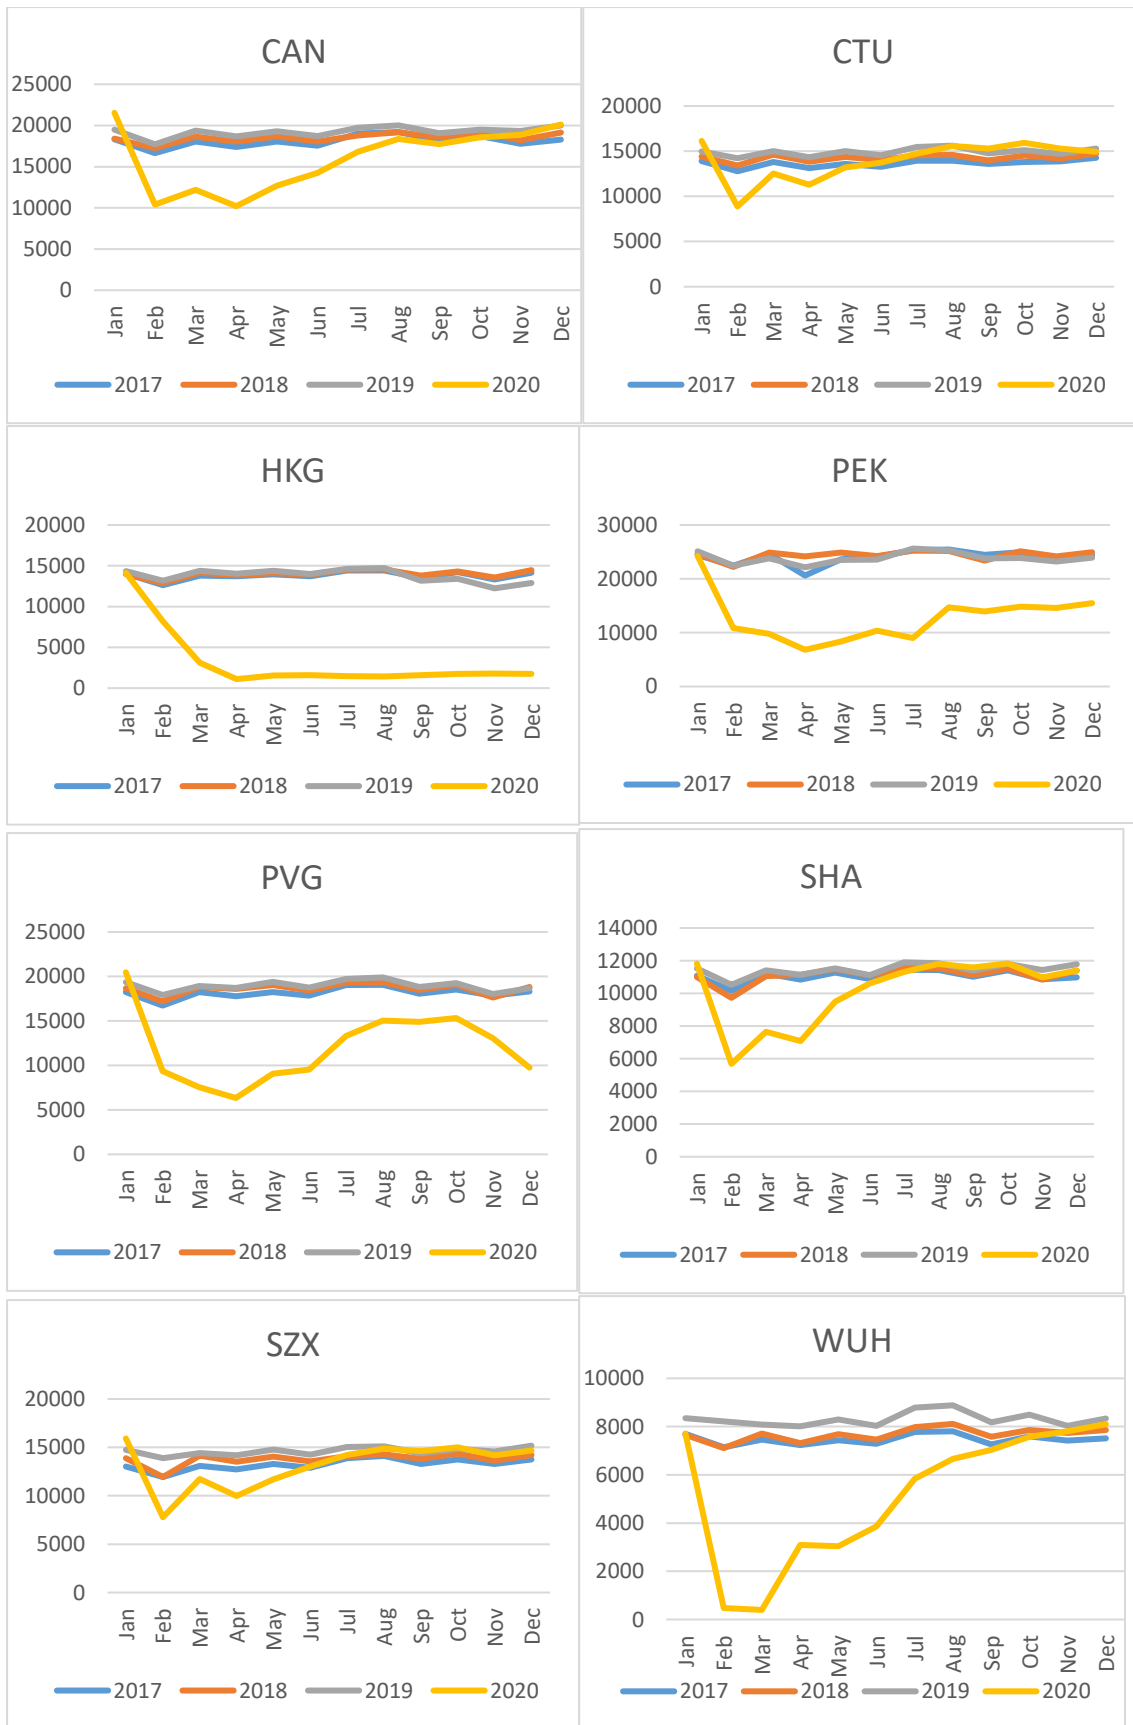 CAN
25000
20000
15000
10000
5000
0
Jan Feb Mar Apr May Jun Jul Aug Sep Oct Nov Dec
2017 2018 2019 2020
CTU
20000
15000
10000
5000
0
Jan Feb Mar Apr May Jun Jul Aug Sep Oct Nov Dec
2017 2018 2019 2020
HKG
20000
15000
10000
5000
0
Jan Feb Mar Apr May Jun Jul Aug Sep Oct Nov Dec
2017 2018 2019 2020
PEK
30000
20000
10000
0
Jan Feb Mar Apr May Jun Jul Aug Sep Oct Nov Dec
2017 2018 2019 2020
PVG
25000
20000
15000
10000
5000
0
Jan Feb Mar Apr May Jun Jul Aug Sep Oct Nov Dec
2017 2018 2019 2020
SHA
14000
12000
10000
8000
6000
4000
2000
0
Jan Feb Mar Apr May Jun Jul Aug Sep Oct Nov Dec
2017 2018 2019 2020
SZX
20000
15000
10000
5000
0
Jan Feb Mar Apr May Jun Jul Aug Sep Oct Nov Dec
2017 2018 2019 2020
WUH
10000
8000
6000
4000
2000
0
Jan Feb Mar Apr May Jun Jul Aug Sep Oct Nov Dec
2017 2018 2019 2020